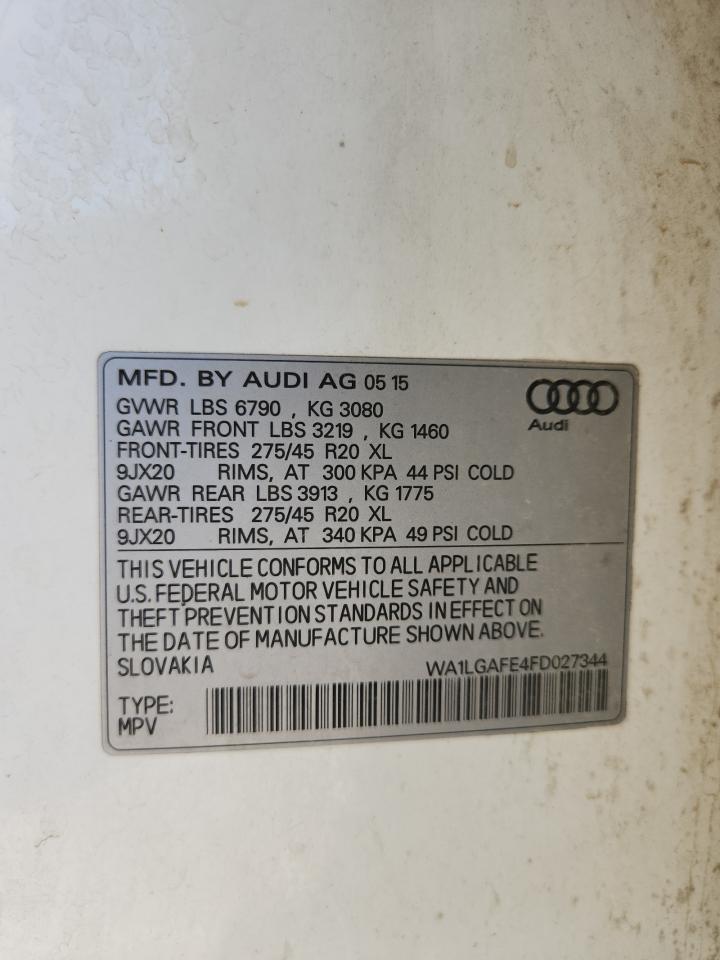 MFD. BY AUDI AG 05 15
GVWR LBS 6790 , KG 3080
GAWR FRONT LBS 3219 , KG 1460
FRONT-TIRES 275/45 R20 XL
9JX20 RIMS, AT 300 KPA 44 PSI COLD
GAWR REAR LBS 3913 , KG 1775
REAR-TIRES 275/45 R20 XL
9JX20 RIMS, AT 340 KPA 49 PSI COLD
Audi
THIS VEHICLE CONFORMS TO ALL APPLICABLE
U.S. FEDERAL MOTOR VEHICLE SAFETY AND
THEFT PREVENTION STANDARDS IN EFFECT ON
THE DATE OF MANUFACTURE SHOWN ABOVE.
SLOVAKIA WA1LGAFE4FD027344
TYPE:
MPV